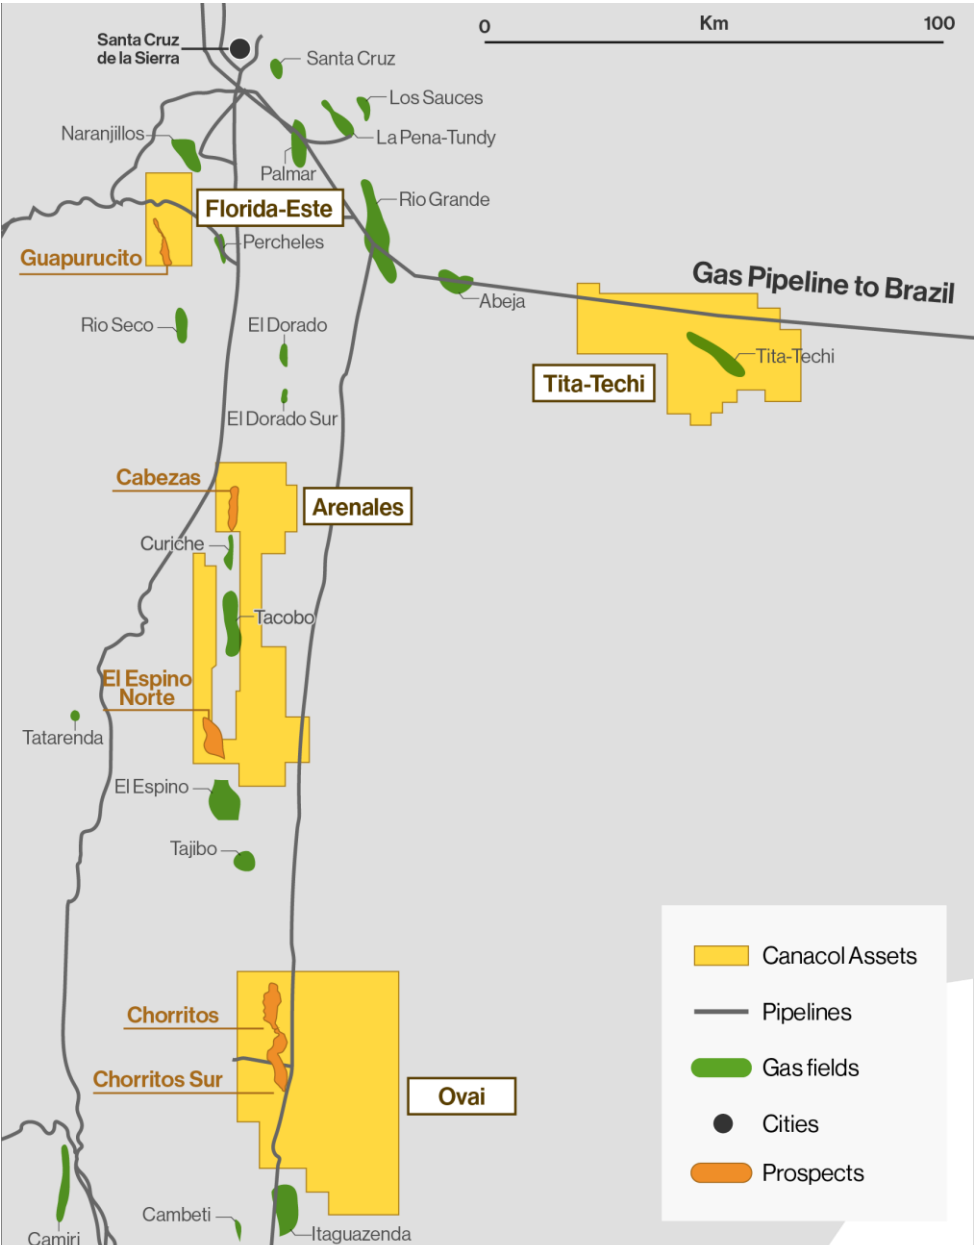 0
Km
100
Santa Cruz
de la Sierra
Santa Cruz
Los Sauces
La Pena-Tundy
Naranjillos
Palmar
Rio Grande
Florida-Este
Percheles
Guapurucito
Gas Pipeline to Brazil
Abeja
Rio Seco
El Dorado
Tita-Techi
Tita-Techi
El Dorado Sur
Cabezas
Arenales
Curiche
Tacobo
El Espino
Norte
Tatarenda
El Espino
Tajibo
Chorritos
Chorritos Sur
Ovai
Cambeti
Itaguazenda
Camiri
Canacol Assets
Pipelines
Gas fields
Cities
Prospects